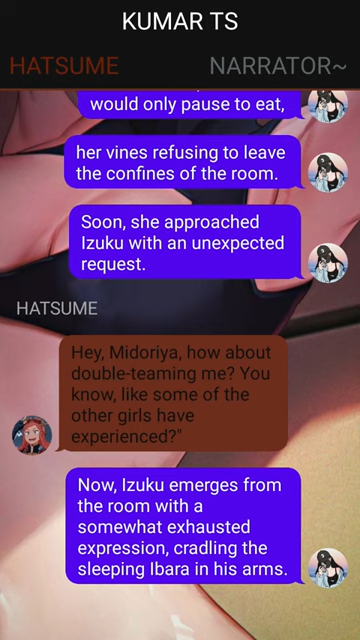 KUMAR TS
HATSUME
NARRATOR~
would only pause to eat,
her vines refusing to leave
the confines of the room.
Soon, she approached
Izuku with an unexpected
request.
HATSUME
Hey, Midoriya, how about
double-teaming me? You
know, like some of the
other girls have
experienced?"
Now, Izuku emerges from
the room with a
somewhat exhausted
expression, cradling the
sleeping Ibara in his arms.